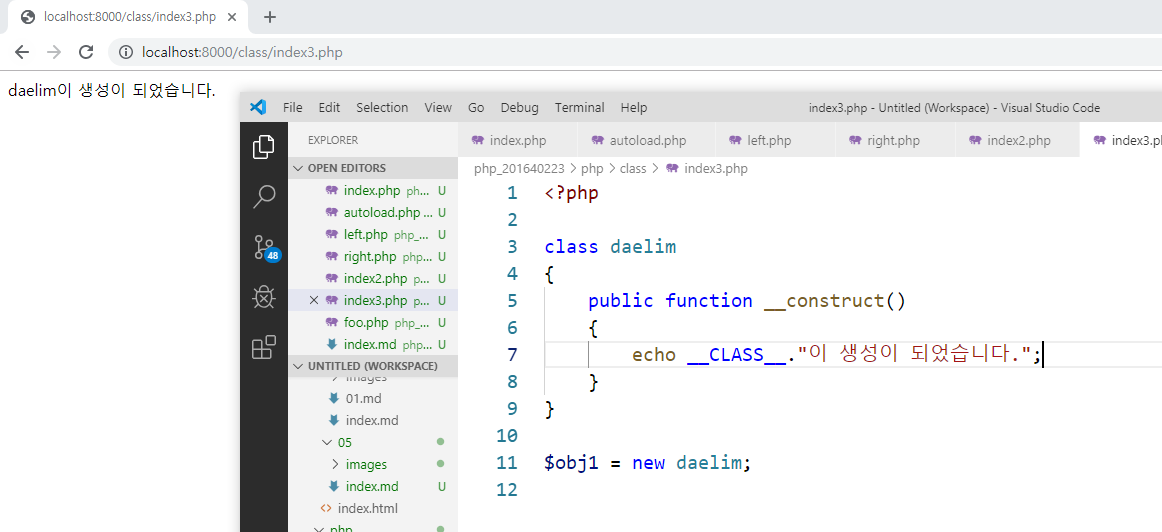 localhost:8000/class/index3.php
localhost:8000/class/index3.php
daelim이 생성이 되었습니다.
File Edit Selection View Go Debug Terminal Help
index3.php - Untitled (Workspace) - Visual Studio Code
EXPLORER
OPEN EDITORS
index.php ph... U
autoload.php ... U
left.php php_... U
right.php php... U
index2.php p... U
index3.php p... U
foo.php php_... U
index.md php... U
48
UNTITLED (WORKSPACE)
images
01.md
index.md
05
images
index.md U
index.html
php
index.php autoload.php left.php right.php index2.php index3.ph
php_201640223 > php > class > index3.php
1 <?php
2
3 class daelim
4 {
5 public function __construct()
6 {
7 echo __CLASS__."이 생성이 되었습니다.";
8 }
9 }
10
11 $obj1 = new daelim;
12